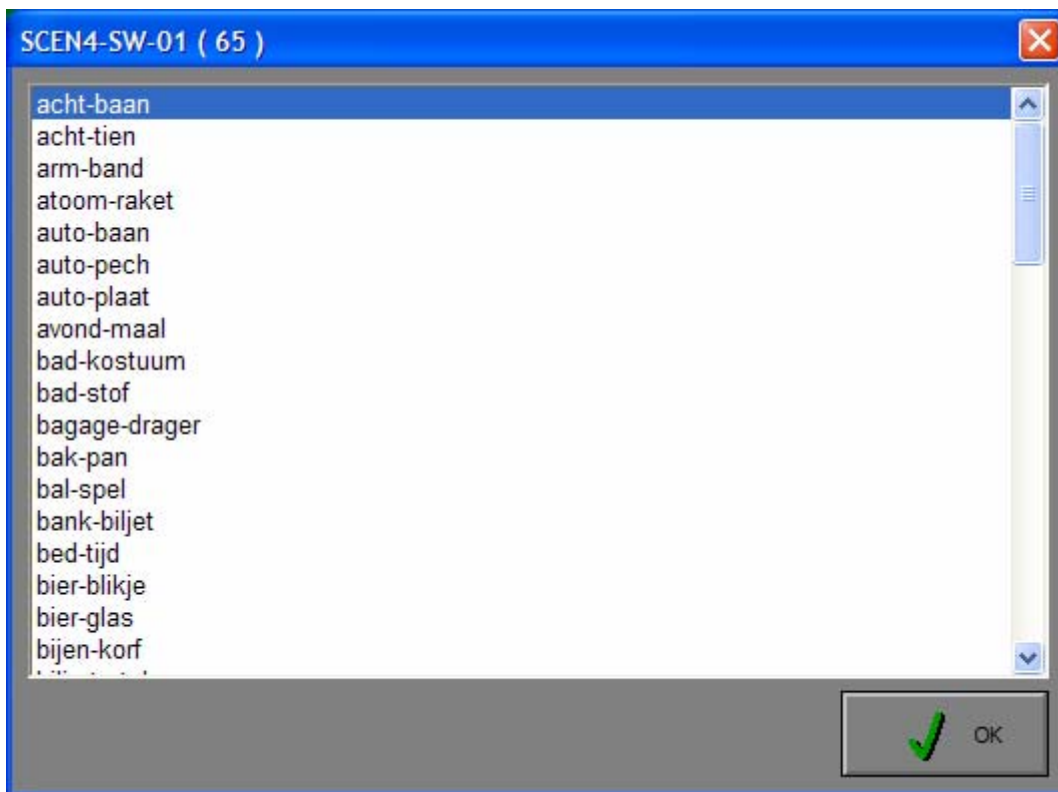 SCEN4-SW-01 ( 65 )
acht-baan
acht-tien
arm-band
atoom-raket
auto-baan
auto-pech
auto-plaat
avond-maal
bad-kostuum
bad-stof
bagage-drager
bak-pan
bal-spel
bank-biljet
bed-tijd
bier-blikje
bier-glas
bijen-korf
OK